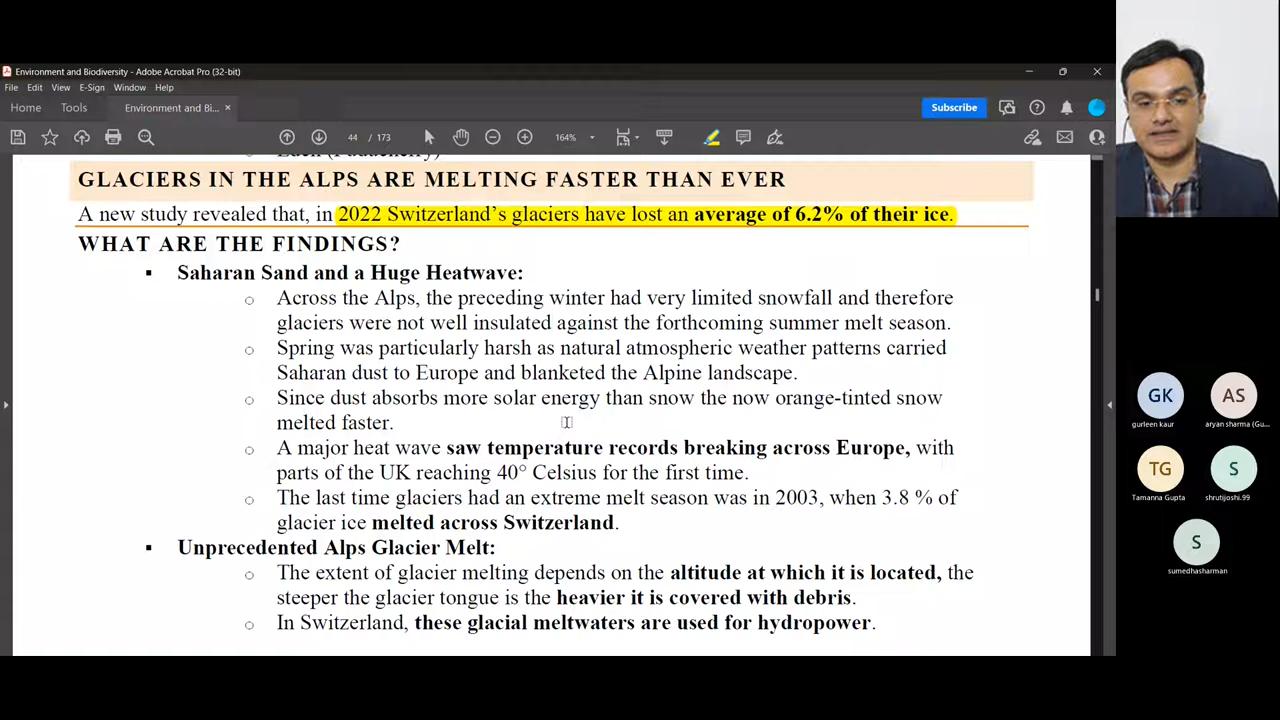 Environment and Biodiversity - Adobe Acrobat Pro (32-bit)
File Edit View E-Sign Window Help
Home Tools Environment and Bi... × Subscribe
44 / 173 164%
GLACIERS IN THE ALPS ARE MELTING FASTER THAN EVER
A new study revealed that, in 2022 Switzerland's glaciers have lost an average of 6.2% of their ice.
WHAT ARE THE FINDINGS?
▪ Saharan Sand and a Huge Heatwave:
○ Across the Alps, the preceding winter had very limited snowfall and therefore
glaciers were not well insulated against the forthcoming summer melt season.
○ Spring was particularly harsh as natural atmospheric weather patterns carried
Saharan dust to Europe and blanketed the Alpine landscape.
○ Since dust absorbs more solar energy than snow the now orange-tinted snow
melted faster.
○ A major heat wave saw temperature records breaking across Europe, with
parts of the UK reaching 40° Celsius for the first time.
○ The last time glaciers had an extreme melt season was in 2003, when 3.8 % of
glacier ice melted across Switzerland.
▪ Unprecedented Alps Glacier Melt:
○ The extent of glacier melting depends on the altitude at which it is located, the
steeper the glacier tongue is the heavier it is covered with debris.
○ In Switzerland, these glacial meltwaters are used for hydropower.
GK AS
gurleen kaur aryan sharma (Gu...
TG S
Tamanna Gupta shrutijoshi.99
S
sumedhasharman